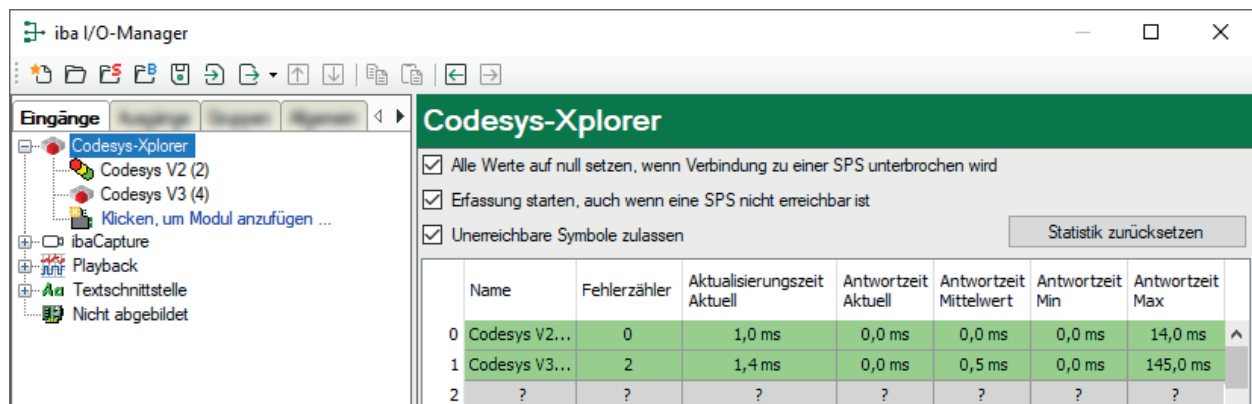 iba I/O-Manager
Eingänge
Codesys-Xplorer
Codesys V2 (2)
Codesys V3 (4)
Klicken, um Modul anzufügen ...
ibaCapture
Playback
Textschnittstelle
Nicht abgebildet
Codesys-Xplorer
Alle Werte auf null setzen, wenn Verbindung zu einer SPS unterbrochen wird
Erfassung starten, auch wenn eine SPS nicht erreichbar ist
Unerreichbare Symbole zulassen
Statistik zurücksetzen
Name Fehlerzähler Aktualisierungszeit Aktuell Antwortzeit Aktuell Antwortzeit Mittelwert Antwortzeit Min Antwortzeit Max
0 Codesys V2... 0 1,0 ms 0,0 ms 0,0 ms 0,0 ms 14,0 ms
1 Codesys V3... 2 1,4 ms 0,0 ms 0,5 ms 0,0 ms 145,0 ms
2 ? ? ? ? ? ? ?